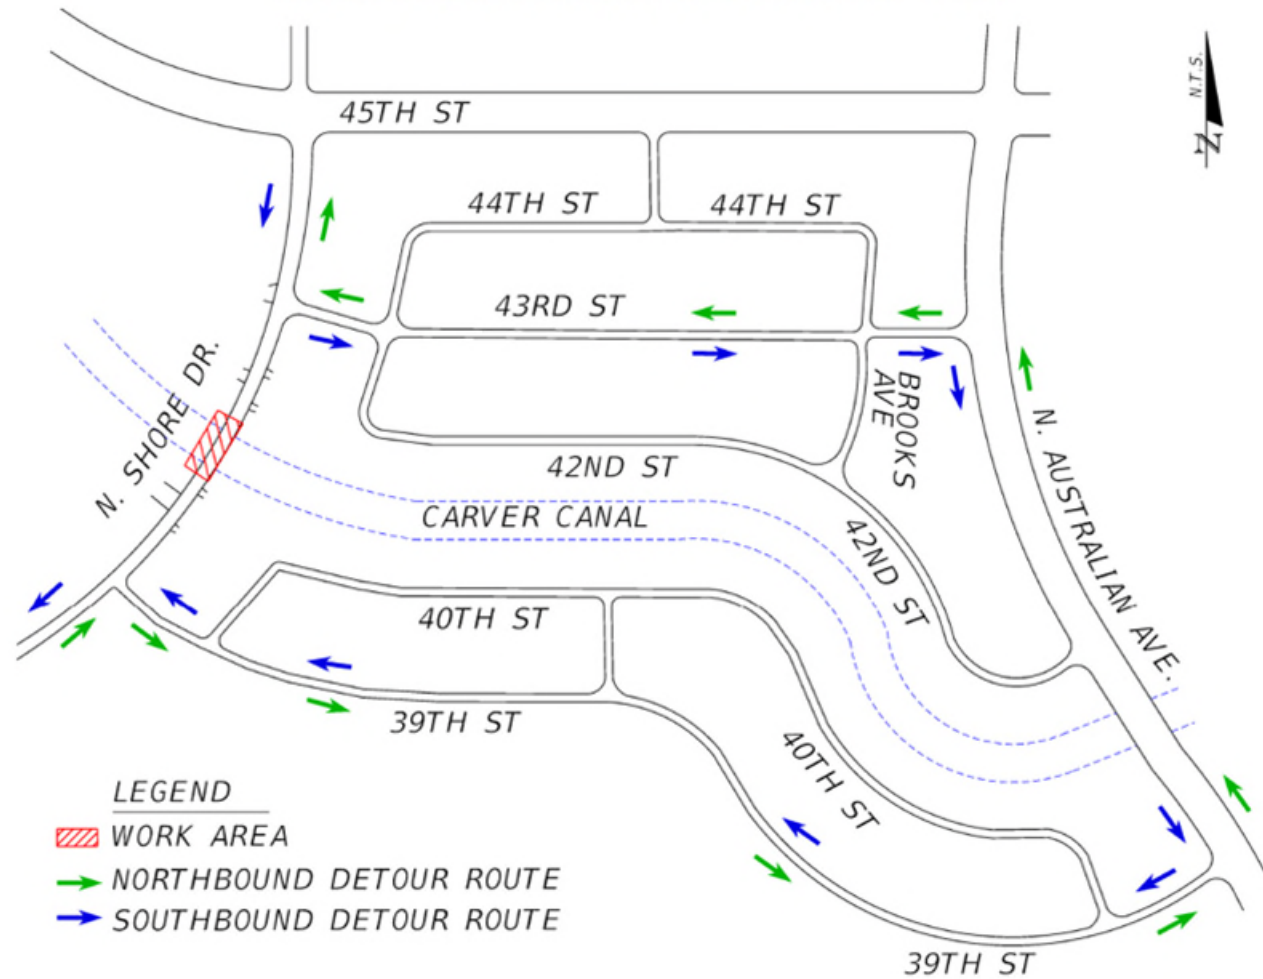 N.T.S.
N
45TH ST
44TH ST
44TH ST
43RD ST
N. SHORE DR.
BROOKS
AVE
N. AUSTRALIAN AVE.
42ND ST
CARVER CANAL
42ND ST
40TH ST
39TH ST
40TH ST
39TH ST
LEGEND
WORK AREA
NORTHBOUND DETOUR ROUTE
SOUTHBOUND DETOUR ROUTE